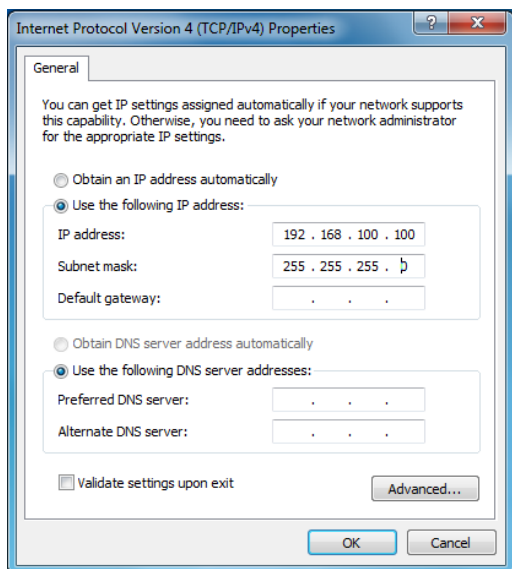 Internet Protocol Version 4 (TCP/IPv4) Properties
General
You can get IP settings assigned automatically if your network supports
this capability. Otherwise, you need to ask your network administrator
for the appropriate IP settings.
Obtain an IP address automatically
Use the following IP address:
IP address: 192 . 168 . 100 . 100
Subnet mask: 255 . 255 . 255 . 0
Default gateway: . . .
Obtain DNS server address automatically
Use the following DNS server addresses:
Preferred DNS server: . . .
Alternate DNS server: . . .
Validate settings upon exit
Advanced...
OK Cancel